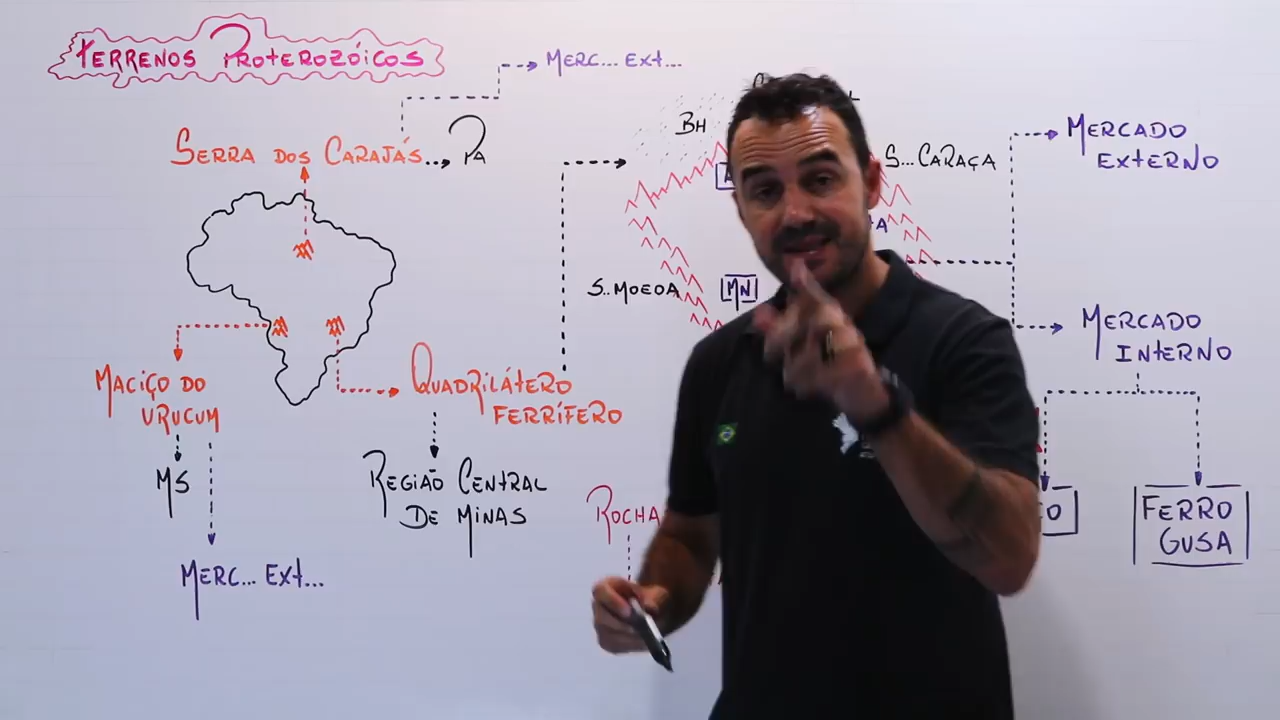 TERRENOS PROTEROZÓICOS
MERC... EXT...
SERRA DOS CARAJÁS
PA
BH
S...CARAÇA
MERCADO
EXTERNO
S..MOEDA
MN
MERCADO
INTERNO
MACIÇO DO
URUCUM
QUADRILÁTERO
FERRÍFERO
MS
REGIÃO CENTRAL
DE MINAS
ROCHA
FERRO
GUSA
MERC... EXT...